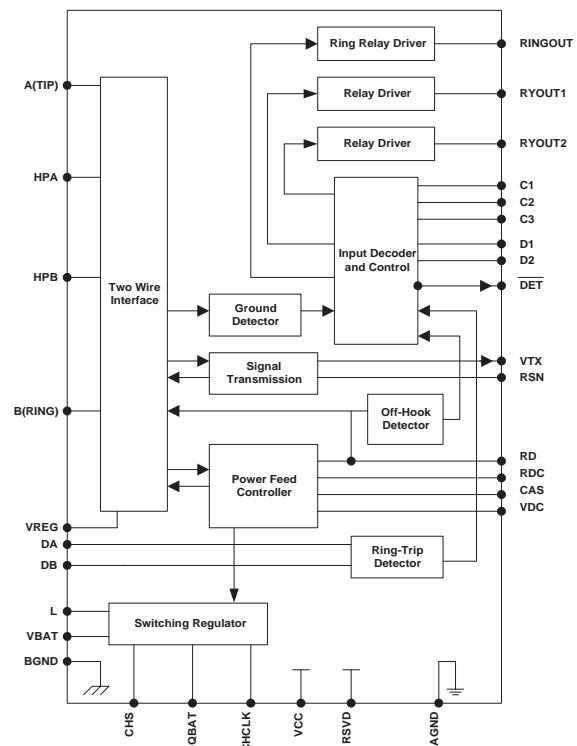 Ring Relay Driver
RINGOUT
A(TIP)
Relay Driver
RYOUT1
Relay Driver
RYOUT2
HPA
C1
C2
C3
Input Decoder
and Control
D1
D2
DET
HPB
Two Wire
Interface
Ground
Detector
Signal
Transmission
VTX
RSN
B(RING)
Off-Hook
Detector
Power Feed
Controller
RD
RDC
CAS
VDC
VREG
DA
DB
Ring-Trip
Detector
L
VBAT
Switching Regulator
BGND
CHS
QBAT
CHCLK
VCC
RSVD
AGND